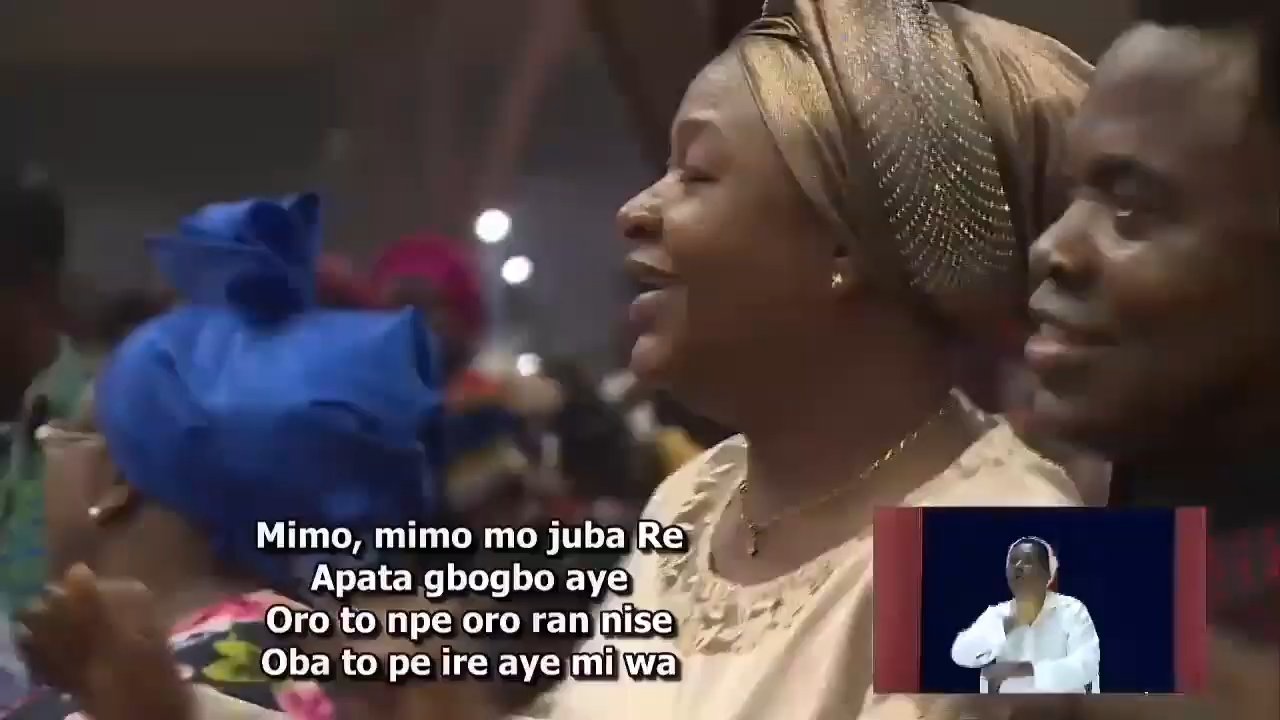 Mimo, mimo mo juba Re
Apata gbogbo aye
Oro to npe oro ran nise
Oba to pe ire aye mi wa